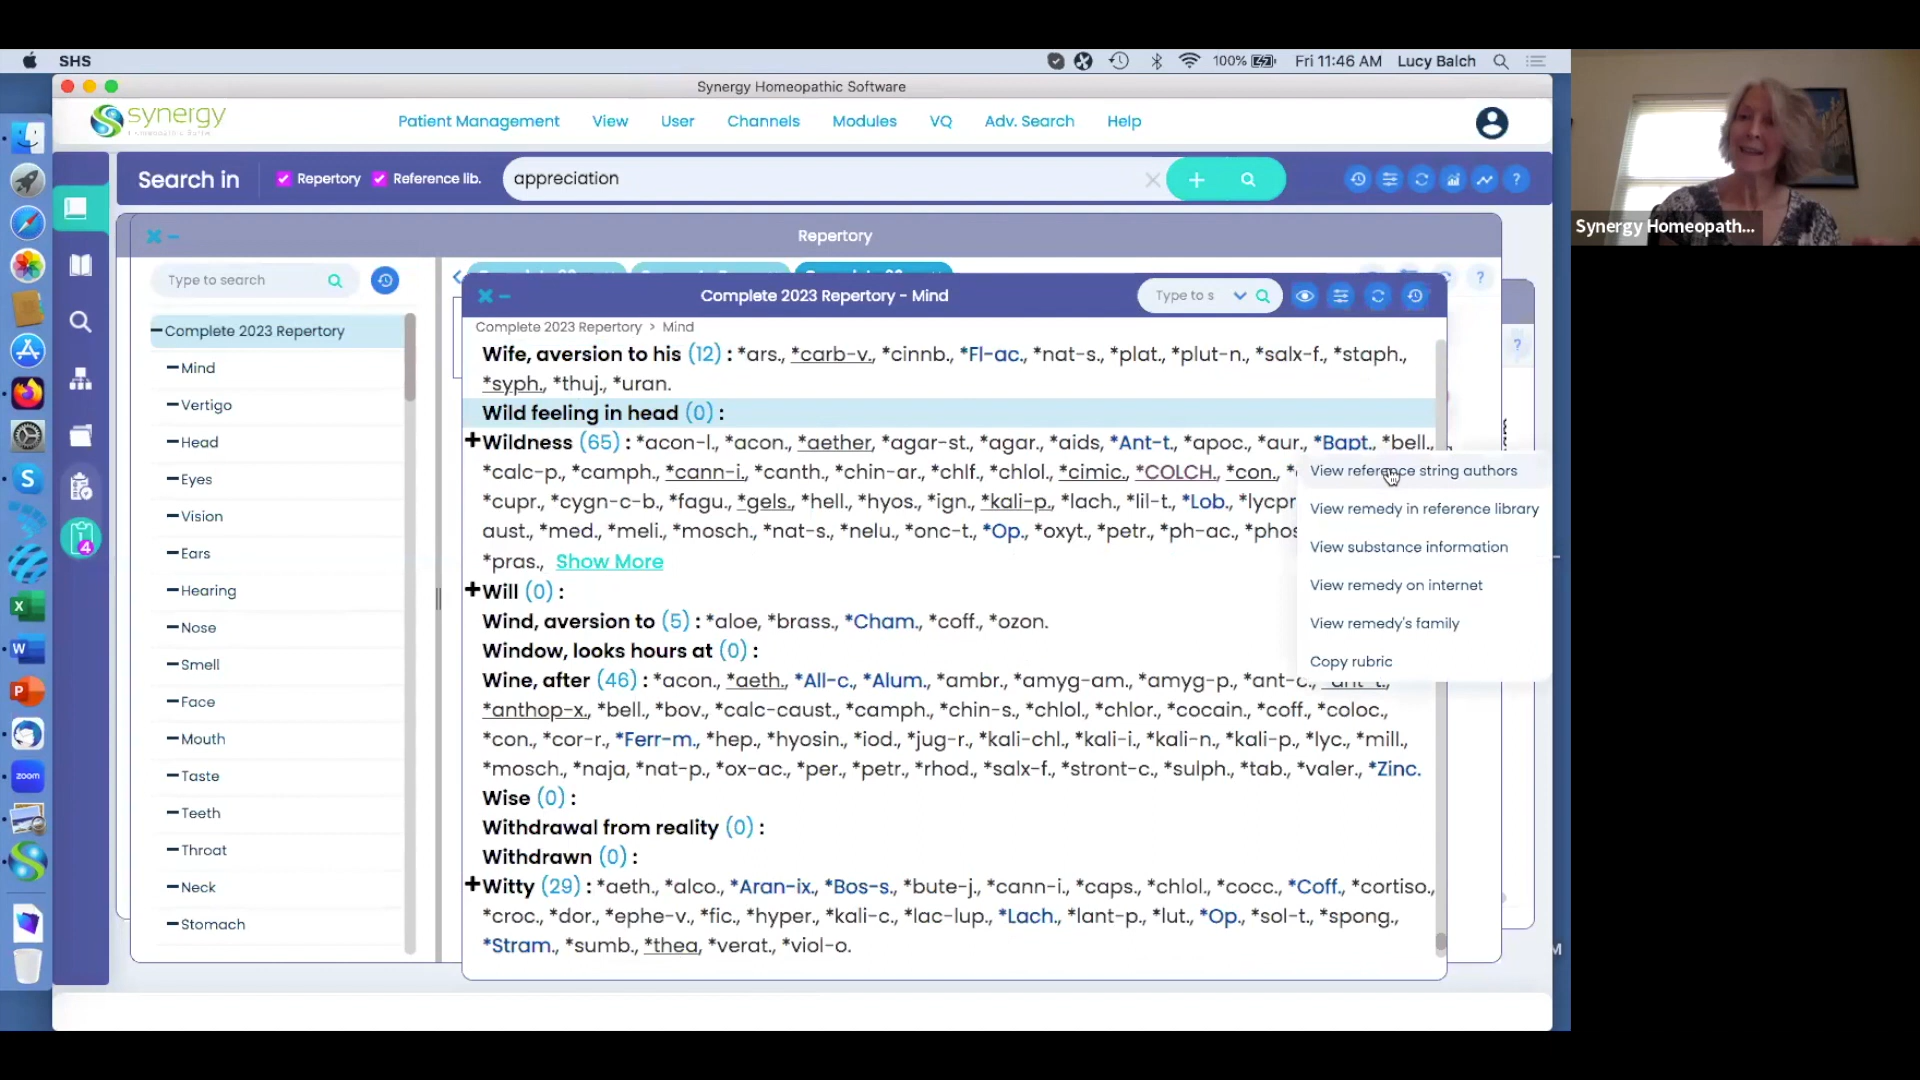 SHS
100%
Fri 11:46 AM
Lucy Balch
Synergy Homeopathic Software
synergy
Patient Management
View
User
Channels
Modules
VQ
Adv. Search
Help
Search in
Repertory
Reference lib.
appreciation
Synergy Homeopath...
Repertory
Type to search
Complete 2023 Repertory
Mind
Vertigo
Head
Eyes
Vision
Ears
Hearing
Nose
Smell
Face
Mouth
Taste
Teeth
Throat
Neck
Stomach
Complete 2023 Repertory - Mind
Type to s
Complete 2023 Repertory > Mind
Wife, aversion to his (12) : *ars., *carb-v., *cinnb., *Fl-ac., *nat-s., *plat., *plut-n., *salx-f., *staph.,
*syph., *thuj., *uran.
Wild feeling in head (0) :
+Wildness (65) : *acon-l., *acon., *aether, *agar-st., *agar., *aids, *Ant-t., *apoc., *aur., *Bapt., *bell.,
*calc-p., *camph., *cann-i., *canth., *chin-ar., *chlf., *chlol., *cimic., *COLCH., *con.,
*cupr., *cygn-c-b., *fagu., *gels., *hell., *hyos., *ign., *kali-p., *lach., *lil-t., *Lob., *lycpr
aust., *med., *meli., *mosch., *nat-s., *nelu., *onc-t., *Op., *oxyt., *petr., *ph-ac., *phos
*pras., Show More
+Will (0) :
Wind, aversion to (5) : *aloe, *brass., *Cham., *coff., *ozon.
Window, looks hours at (0) :
Wine, after (46) : *acon., *aeth., *All-c., *Alum., *ambr., *amyg-am., *amyg-p., *ant-c., *ant-t.,
*anthop-x., *bell., *bov., *calc-caust., *camph., *chin-s., *chlol., *chlor., *cocain., *coff., *coloc.,
*con., *cor-r., *Ferr-m., *hep., *hyosin., *iod., *jug-r., *kali-chl., *kali-i., *kali-n., *kali-p., *lyc., *mill.,
*mosch., *naja, *nat-p., *ox-ac., *per., *petr., *rhod., *salx-f., *stront-c., *sulph., *tab., *valer., *Zinc.
Wise (0) :
Withdrawal from reality (0) :
Withdrawn (0) :
+Witty (29) : *aeth., *alco., *Aran-ix., *Bos-s., *bute-j., *cann-i., *caps., *chlol., *cocc., *Coff., *cortiso.,
*croc., *dor., *ephe-v., *fic., *hyper., *kali-c., *lac-lup., *Lach., *lant-p., *lut., *Op., *sol-t., *spong.,
*Stram., *sumb., *thea, *verat., *viol-o.
View reference string authors
View remedy in reference library
View substance information
View remedy on internet
View remedy's family
Copy rubric
4
zoom